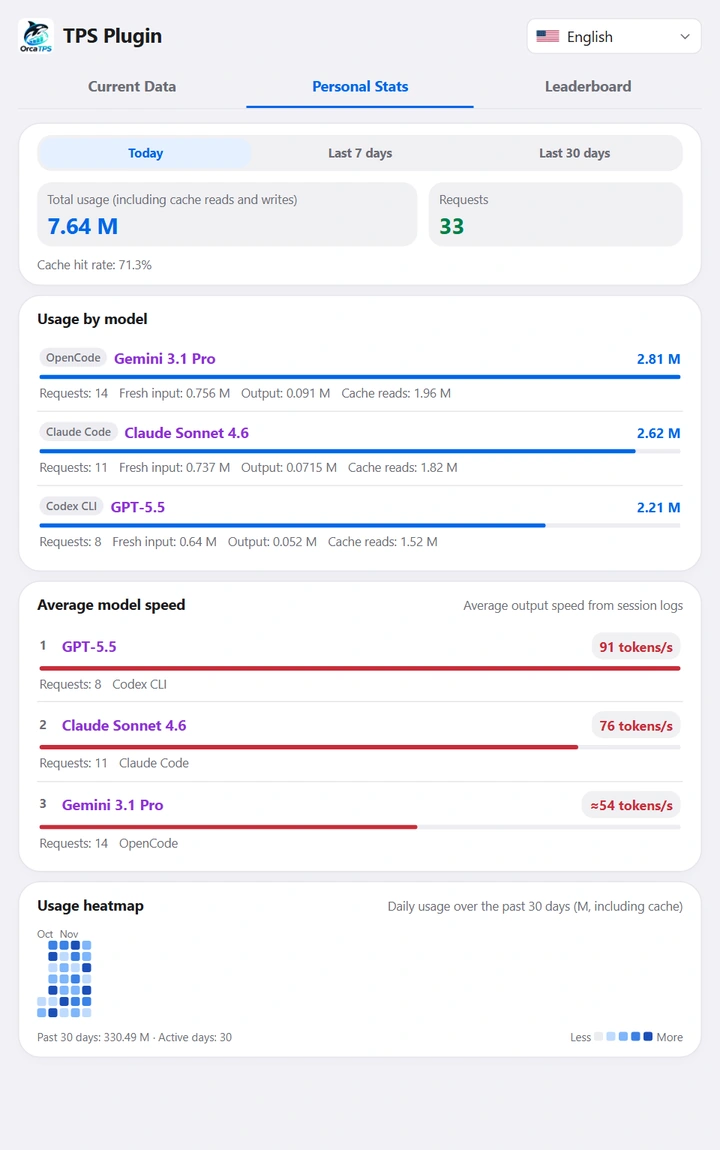 OrcaTPS
TPS Plugin
English
Current Data
Personal Stats
Leaderboard
Today
Last 7 days
Last 30 days
Total usage (including cache reads and writes)
7.64 M
Requests
33
Cache hit rate: 71.3%
Usage by model
OpenCode Gemini 3.1 Pro 2.81 M
Requests: 14 Fresh input: 0.756 M Output: 0.091 M Cache reads: 1.96 M
Claude Code Claude Sonnet 4.6 2.62 M
Requests: 11 Fresh input: 0.737 M Output: 0.0715 M Cache reads: 1.82 M
Codex CLI GPT-5.5 2.21 M
Requests: 8 Fresh input: 0.64 M Output: 0.052 M Cache reads: 1.52 M
Average model speed Average output speed from session logs
1 GPT-5.5 91 tokens/s
Requests: 8 Codex CLI
2 Claude Sonnet 4.6 76 tokens/s
Requests: 11 Claude Code
3 Gemini 3.1 Pro ≈54 tokens/s
Requests: 14 OpenCode
Usage heatmap Daily usage over the past 30 days (M, including cache)
Oct Nov
Past 30 days: 330.49 M · Active days: 30 Less More